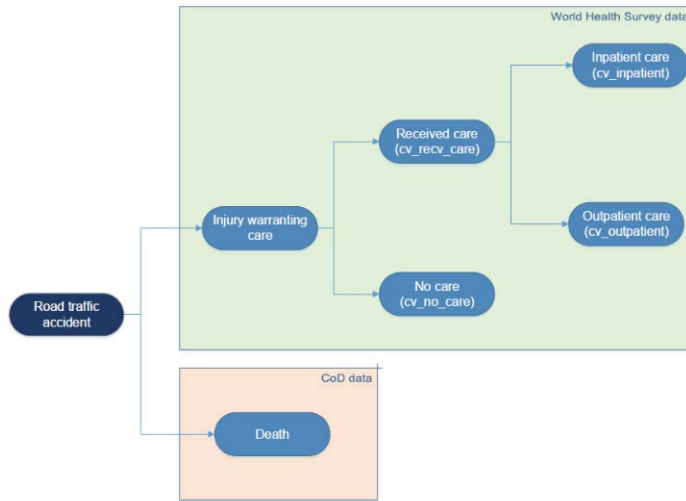 World Health Survey data
Inpatient care
(cv_inpatient)
Received care
(cv_recv_care)
Outpatient care
(cv_outpatient)
Injury warranting
care
No care
(cv_no_care)
Road traffic
accident
CoD data
Death